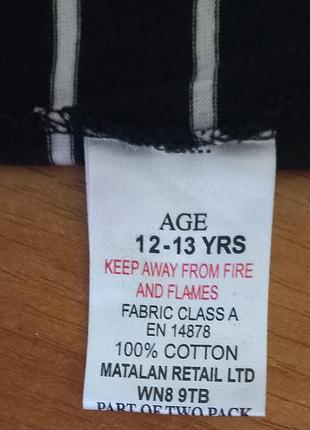 AGE
12-13 YRS
KEEP AWAY FROM FIRE
AND FLAMES
FABRIC CLASS A
EN 14878
100% COTTON
MATALAN RETAIL LTD
WN8 9TB
PART OF TWO PACK